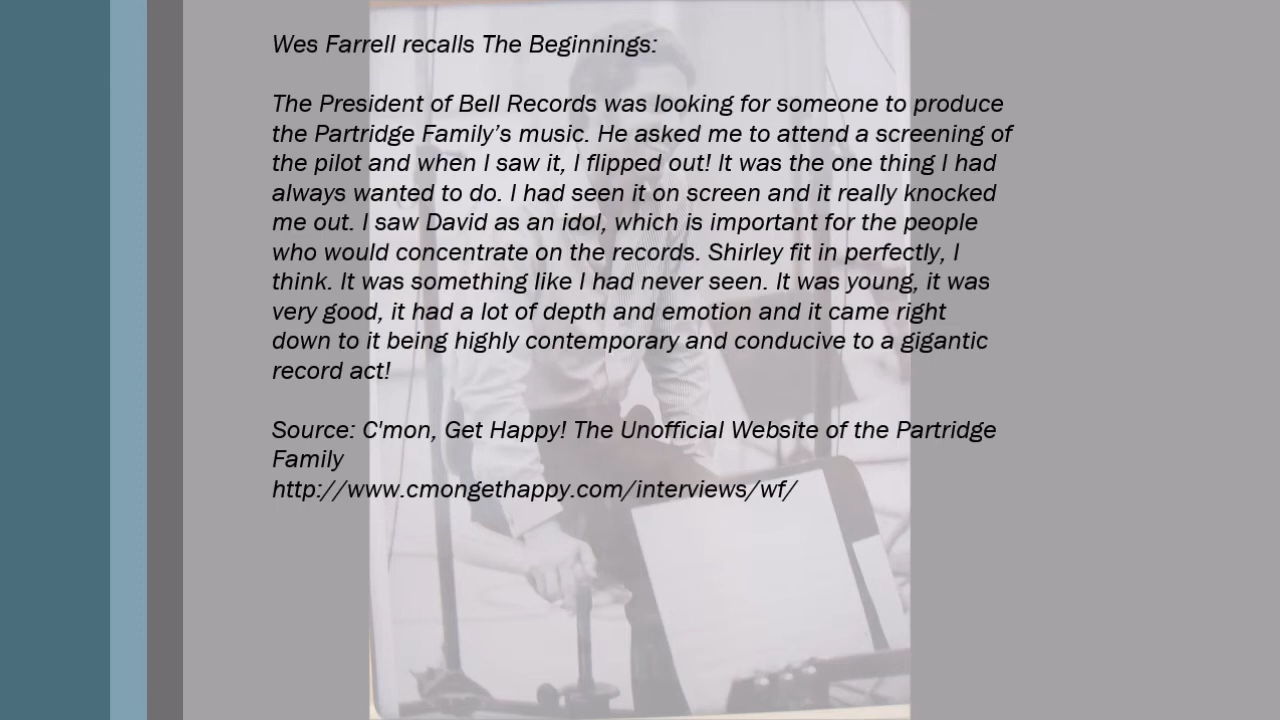 Wes Farrell recalls The Beginnings:
The President of Bell Records was looking for someone to produce
the Partridge Family’s music. He asked me to attend a screening of
the pilot and when I saw it, I flipped out! It was the one thing I had
always wanted to do. I had seen it on screen and it really knocked
me out. I saw David as an idol, which is important for the people
who would concentrate on the records. Shirley fit in perfectly, I
think. It was something like I had never seen. It was young, it was
very good, it had a lot of depth and emotion and it came right
down to it being highly contemporary and conducive to a gigantic
record act!
Source: C'mon, Get Happy! The Unofficial Website of the Partridge
Family
http://www.cmongethappy.com/interviews/wf/